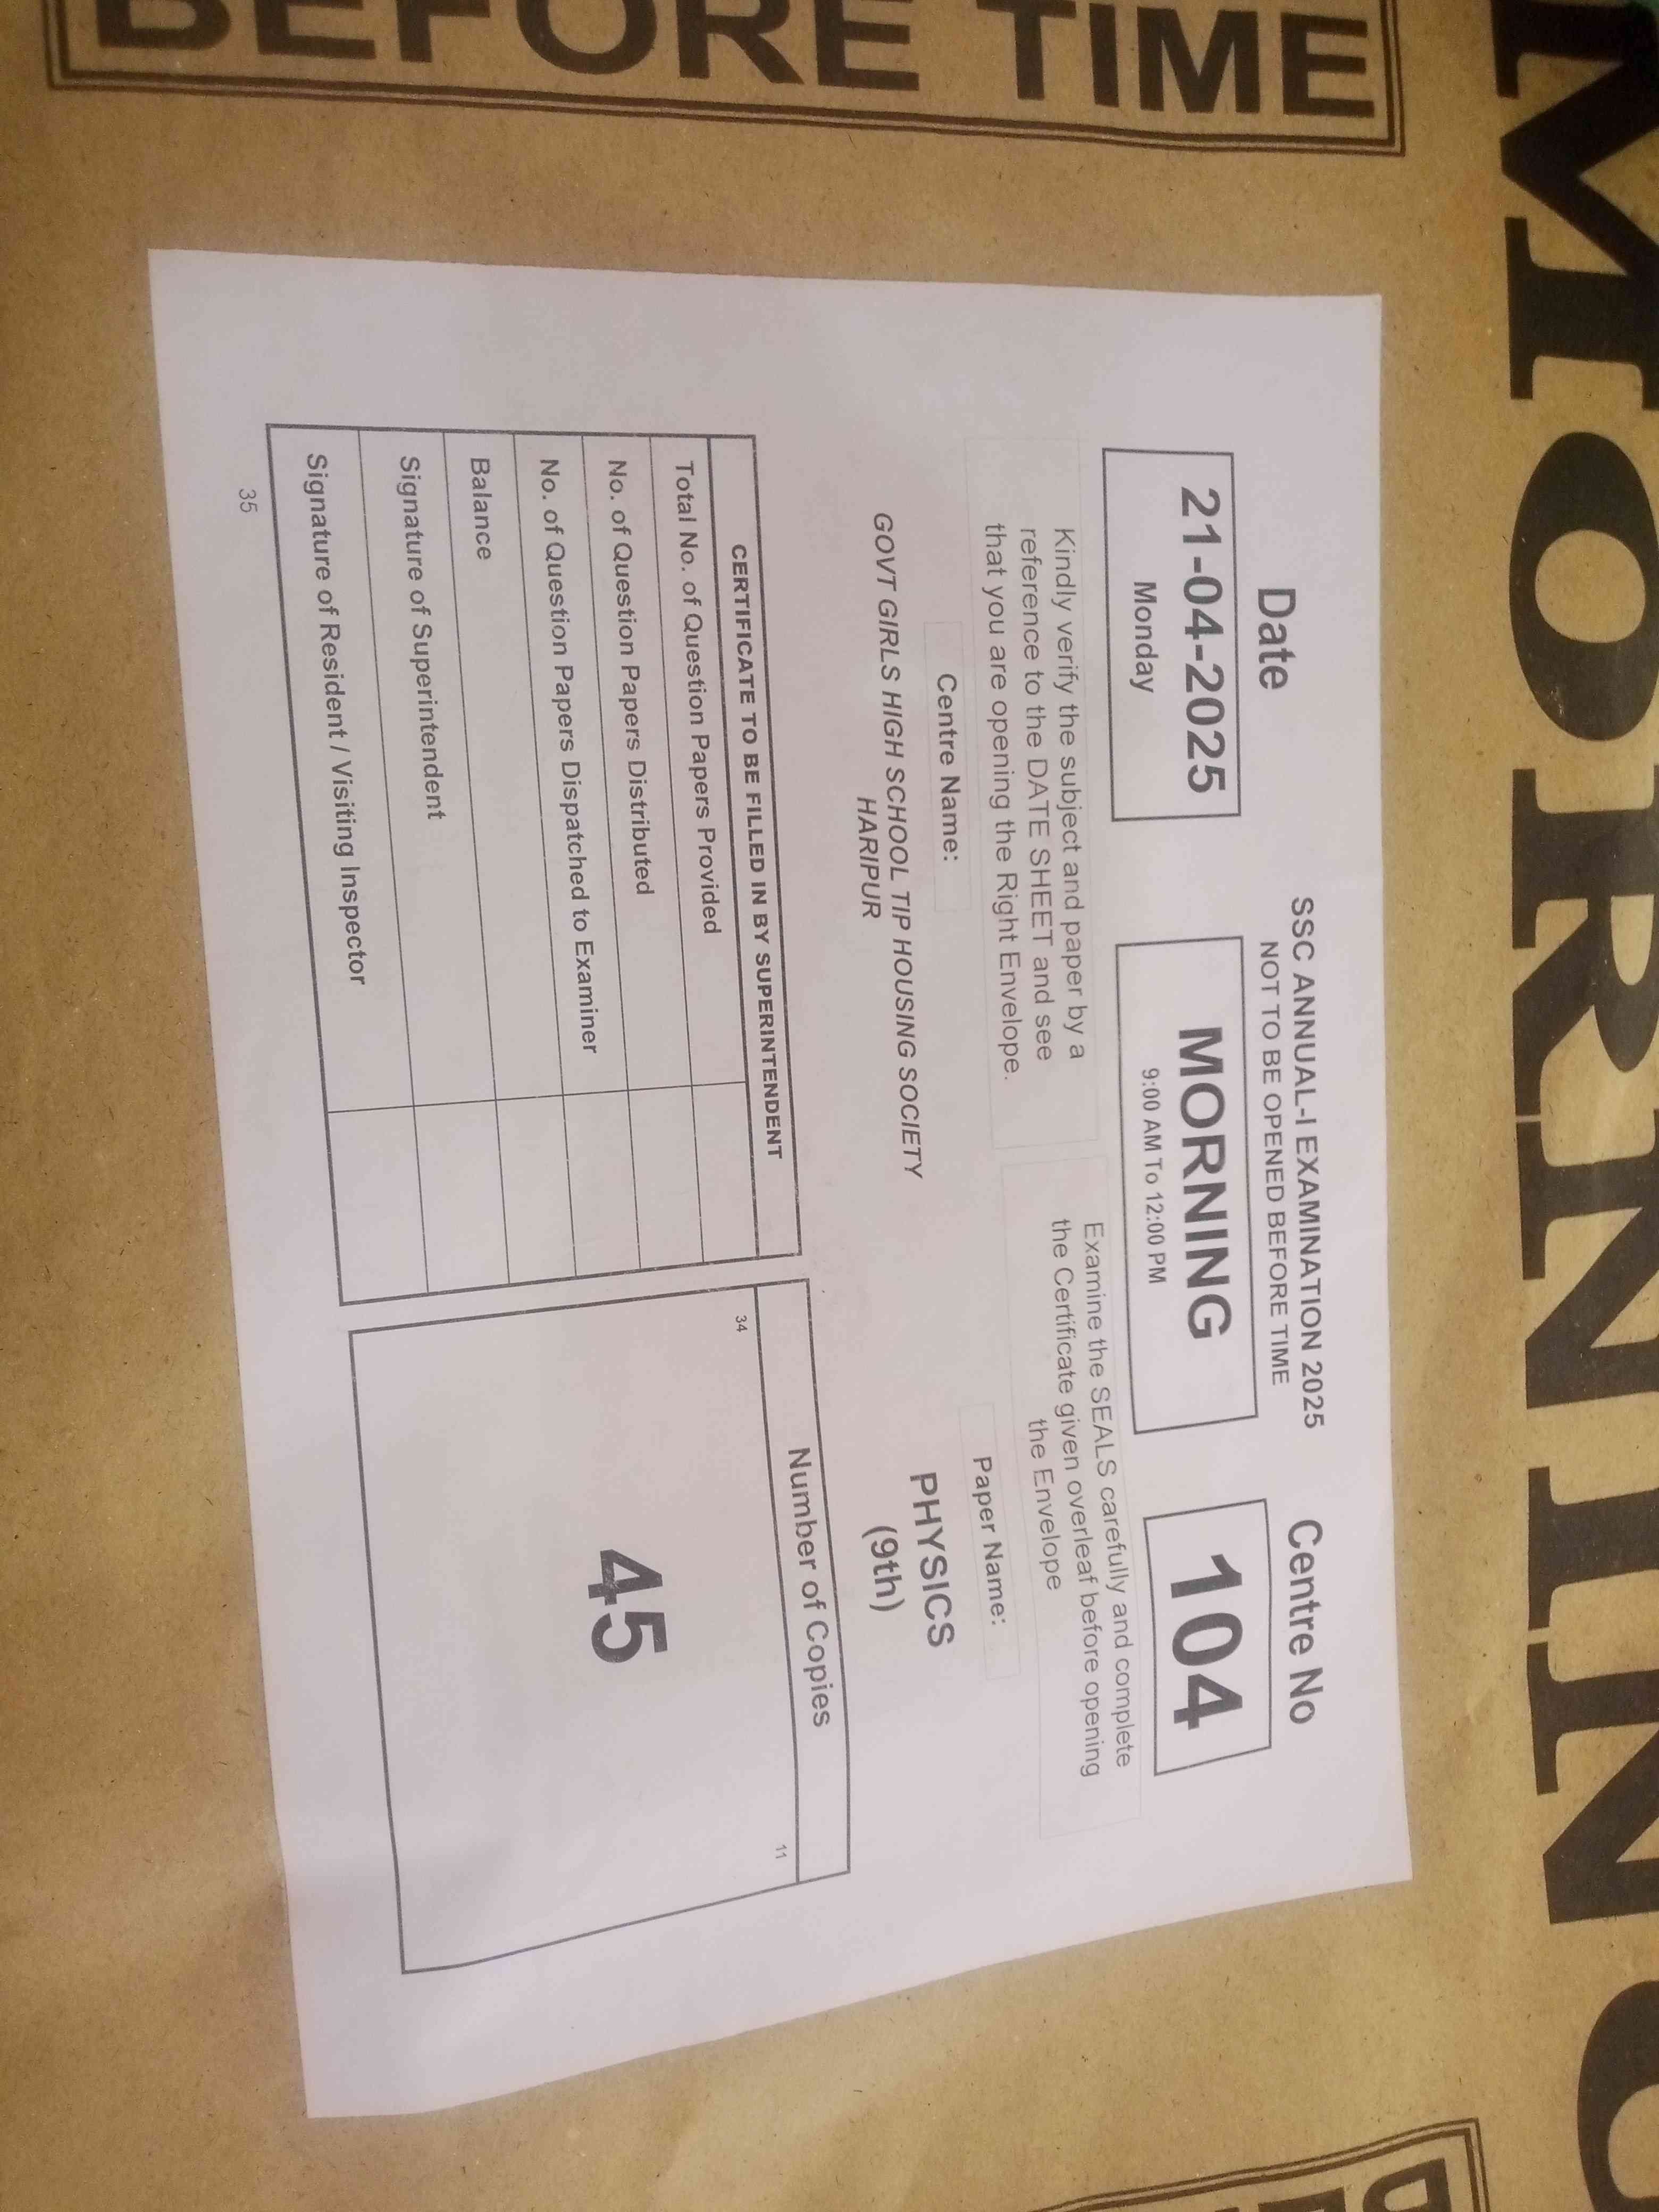 MORNING
BEFORE TIME
SSC ANNUAL-I EXAMINATION 2025
NOT TO BE OPENED BEFORE TIME
Date
Centre No
21-04-2025
Monday
MORNING
9:00 AM To 12:00 PM
104
Kindly verify the subject and paper by a
reference to the DATE SHEET and see
that you are opening the Right Envelope.
Examine the SEALS carefully and complete
the Certificate given overleaf before opening
the Envelope
Centre Name:
GOVT GIRLS HIGH SCHOOL TIP HOUSING SOCIETY
HARIPUR
Paper Name:
PHYSICS
(9th)
CERTIFICATE TO BE FILLED IN BY SUPERINTENDENT
Total No. of Question Papers Provided
No. of Question Papers Distributed
No. of Question Papers Dispatched to Examiner
Balance
Signature of Superintendent
Signature of Resident / Visiting Inspector
Number of Copies
34
11
45
35